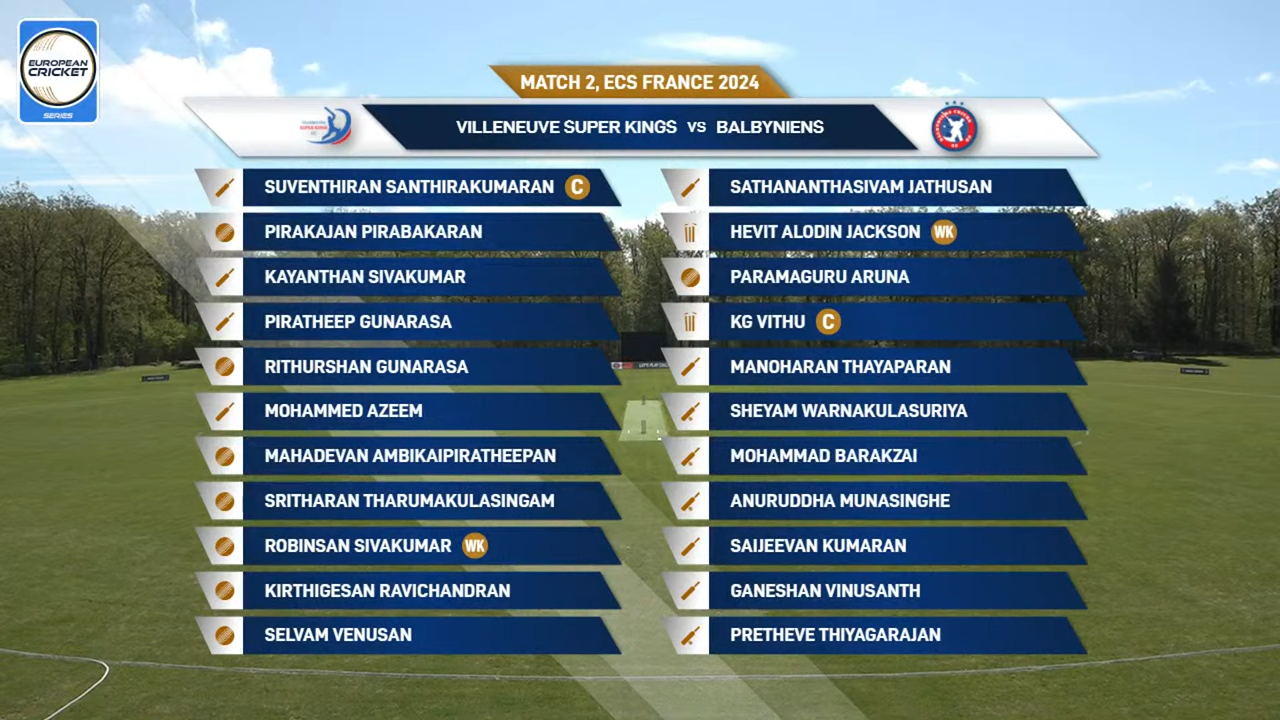 EUROPEAN
CRICKET
SERIES
MATCH 2, ECS FRANCE 2024
VILLENEUVE SUPER KINGS VS BALBYNIENS
SUVENTHIRAN SANTHIRAKUMARAN C
PIRAKAJAN PIRABAKARAN
KAYANTHAN SIVAKUMAR
PIRATHEEP GUNARASA
RITHURSHAN GUNARASA
MOHAMMED AZEEM
MAHADEVAN AMBIKAIPIRATHEEPAN
SRITHARAN THARUMAKULASINGAM
ROBINSAN SIVAKUMAR WK
KIRTHIGESAN RAVICHANDRAN
SELVAM VENUSAN
SATHANANTHASIVAM JATHUSAN
HEVIT ALODIN JACKSON WK
PARAMAGURU ARUNA
KG VITHU C
MANOHARAN THAYAPARAN
SHEYAM WARNAKULASURIYA
MOHAMMAD BARAKZAI
ANURUDDHA MUNASINGHE
SAIJEEVAN KUMARAN
GANESHAN VINUSANTH
PRETHEVE THIYAGARAJAN